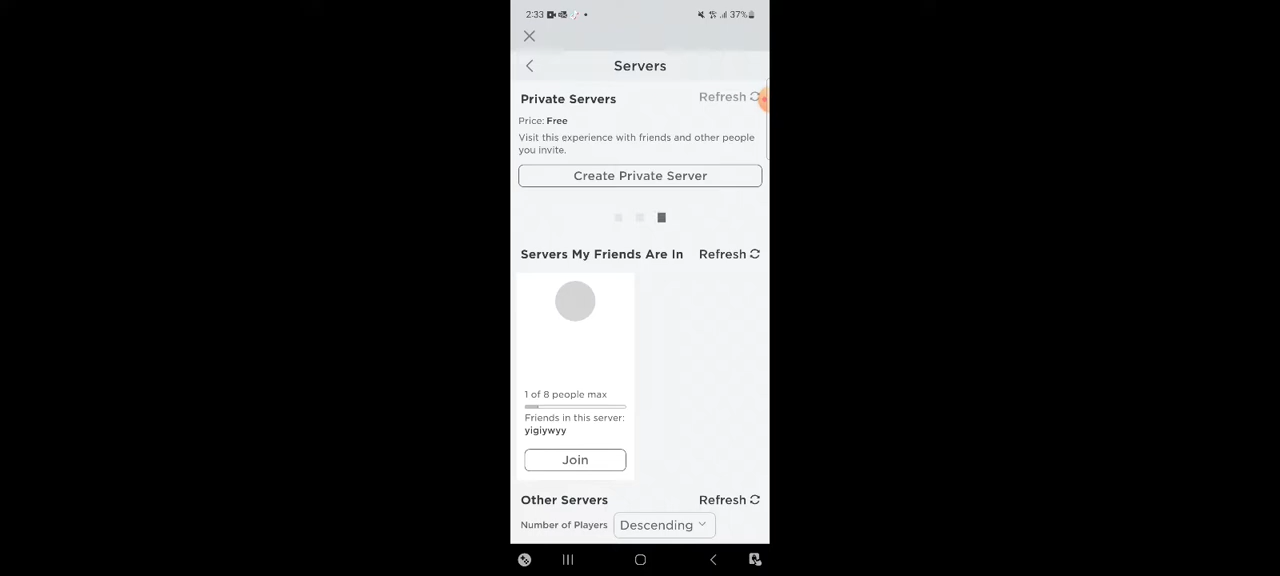 2:33
37%
Servers
Private Servers
Refresh
Price: Free
Visit this experience with friends and other people
you invite.
Create Private Server
Servers My Friends Are In
Refresh
1 of 8 people max
Friends in this server:
yigiywyy
Join
Other Servers
Refresh
Number of Players
Descending